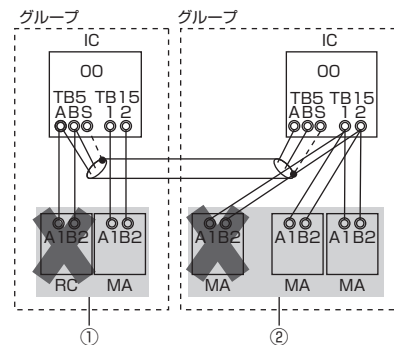 グループ
グループ
IC
IC
00
00
TB5 TB15
ABS 1 2
TB5 TB15
ABS 1 2
A1B2
A1B2
A1B2
A1B2
A1B2
RC
MA
MA
MA
MA
①
②